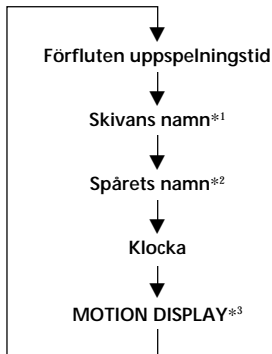 Förfluten uppspelningstid
Skivans namn*1
Spårets namn*2
Klocka
MOTION DISPLAY*3